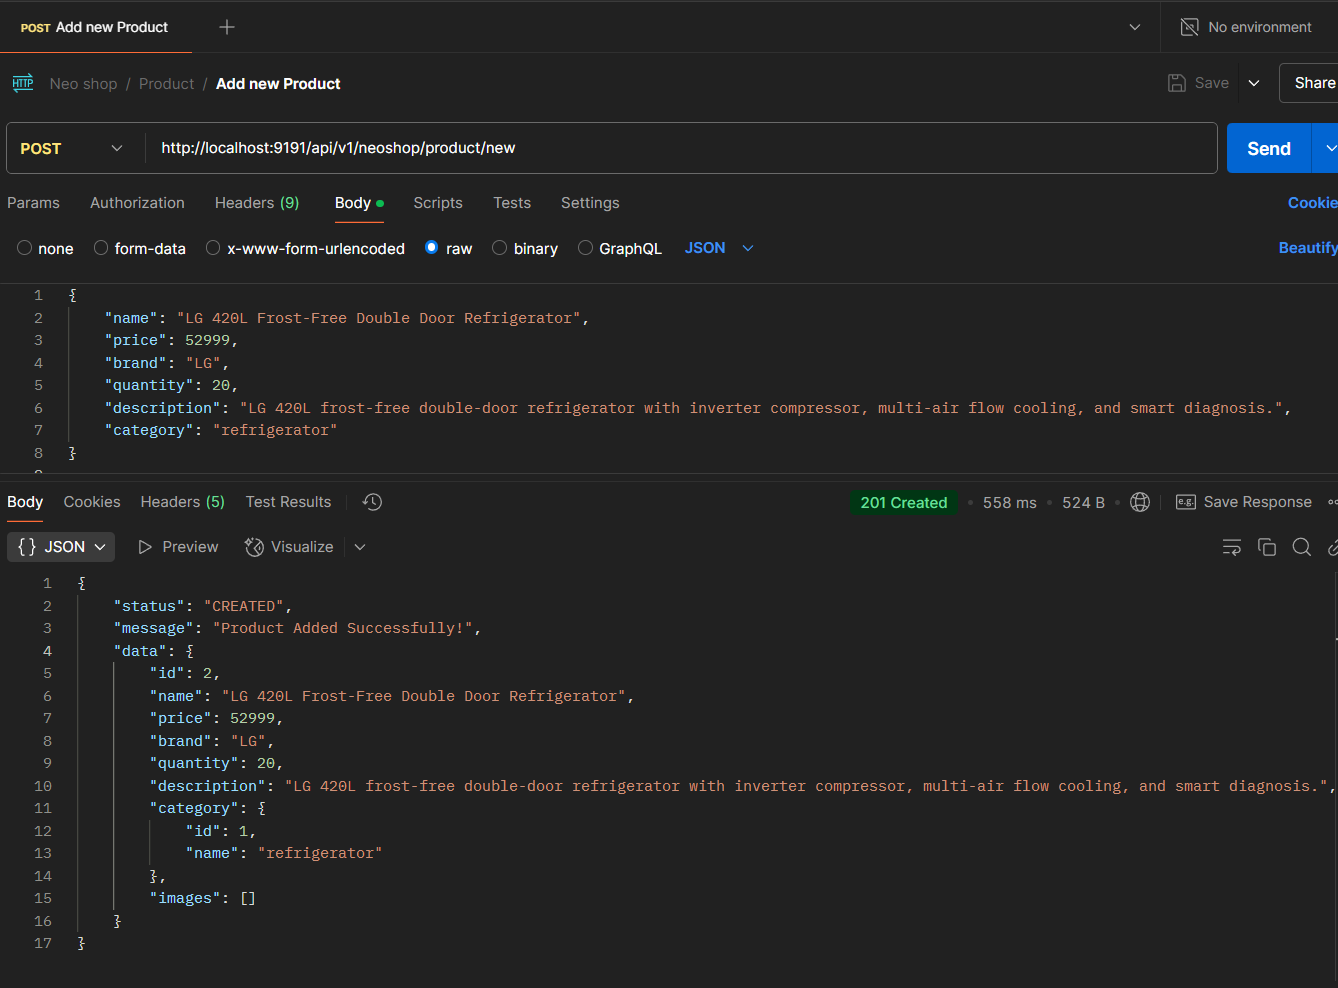 POST Add new Product
No environment
HTTP Neo shop / Product / Add new Product Save Share
POST http://localhost:9191/api/v1/neoshop/product/new Send
Params Authorization Headers (9) Body Scripts Tests Settings Cookie
none form-data x-www-form-urlencoded raw binary GraphQL JSON Beautify
1 {
2 "name": "LG 420L Frost-Free Double Door Refrigerator",
3 "price": 52999,
4 "brand": "LG",
5 "quantity": 20,
6 "description": "LG 420L frost-free double-door refrigerator with inverter compressor, multi-air flow cooling, and smart diagnosis.",
7 "category": "refrigerator"
8 }
Body Cookies Headers (5) Test Results 201 Created 558 ms 524 B e.g. Save Response
{} JSON Preview Visualize
1 {
2 "status": "CREATED",
3 "message": "Product Added Successfully!",
4 "data": {
5 "id": 2,
6 "name": "LG 420L Frost-Free Double Door Refrigerator",
7 "price": 52999,
8 "brand": "LG",
9 "quantity": 20,
10 "description": "LG 420L frost-free double-door refrigerator with inverter compressor, multi-air flow cooling, and smart diagnosis.",
11 "category": {
12 "id": 1,
13 "name": "refrigerator"
14 },
15 "images": []
16 }
17 }